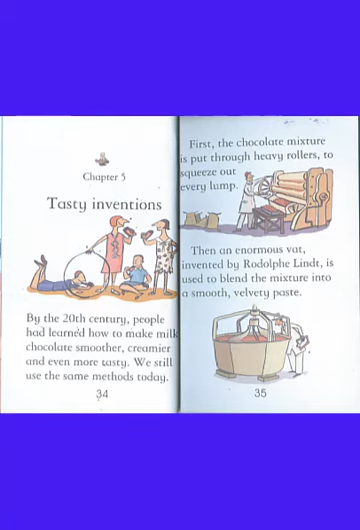 Chapter 5
Tasty inventions
By the 20th century, people
had learned how to make milk
chocolate smoother, creamier
and even more tasty. We still
use the same methods today.
34
First, the chocolate mixture
is put through heavy rollers, to
squeeze out
every lump.
Then an enormous vat,
invented by Rodolphe Lindt, is
used to blend the mixture into
a smooth, velvety paste.
35